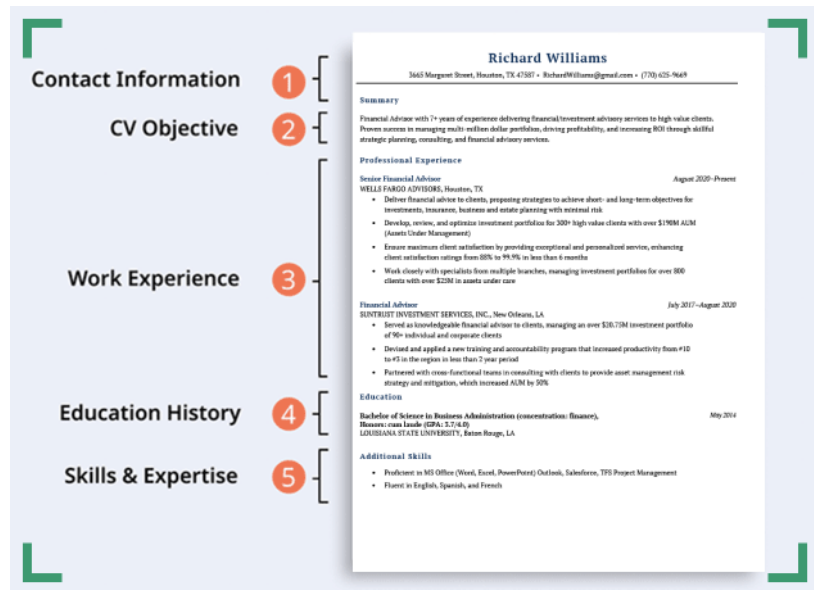 Contact Information
1
CV Objective
2
Work Experience
3
Education History
4
Skills & Expertise
5
Richard Williams
3665 Margaret Street, Houston, TX 47587 • RichardWilliams@gmail.com • (770) 625-9669
Summary
Financial Advisor with 7+ years of experience delivering financial/investment advisory services to high value clients.
Proven success in managing multi-million dollar portfolios, driving profitability, and increasing ROI through skillful
strategic planning, consulting, and financial advisory services.
Professional Experience
Senior Financial Advisor August 2020–Present
WELLS FARGO ADVISORS, Houston, TX
• Deliver financial advice to clients, proposing strategies to achieve short- and long-term objectives for
investments, insurance, business and estate planning with minimal risk
• Develop, review, and optimize investment portfolios for 300+ high value clients with over $190M AUM
(Assets Under Management)
• Ensure maximum client satisfaction by providing exceptional and personalized service, enhancing
client satisfaction ratings from 88% to 99.9% in less than 6 months
• Work closely with specialists from multiple branches, managing investment portfolios for over 800
clients with over $25M in assets under care
Financial Advisor July 2017–August 2020
SUNTRUST INVESTMENT SERVICES, INC., New Orleans, LA
• Served as knowledgeable financial advisor to clients, managing an over $20.75M investment portfolio
of 90+ individual and corporate clients
• Devised and applied a new training and accountability program that increased productivity from #10
to #3 in the region in less than 2 year period
• Partnered with cross-functional teams in consulting with clients to provide asset management risk
strategy and mitigation, which increased AUM by 50%
Education
Bachelor of Science in Business Administration (concentration: finance), May 2014
Honors: cum laude (GPA: 3.7/4.0)
LOUISIANA STATE UNIVERSITY, Baton Rouge, LA
Additional Skills
• Proficient in MS Office (Word, Excel, PowerPoint) Outlook, Salesforce, TFS Project Management
• Fluent in English, Spanish, and French